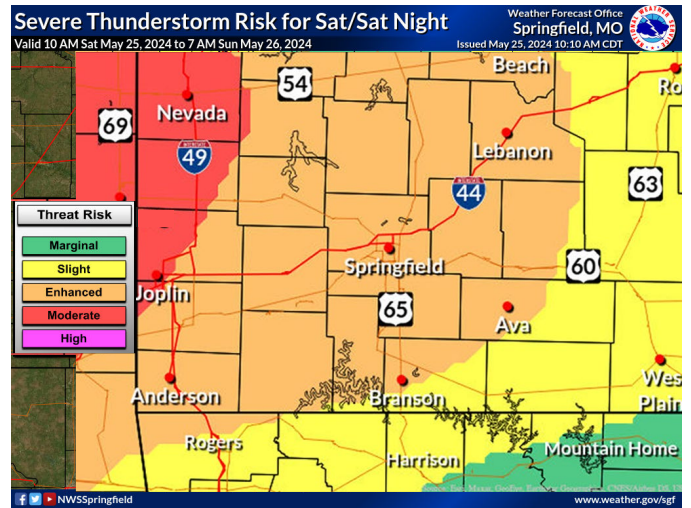 Severe Thunderstorm Risk for Sat/Sat Night
Valid 10 AM Sat May 25, 2024 to 7 AM Sun May 26, 2024
Weather Forecast Office
Springfield, MO
Issued May 25, 2024 10:10 AM CDT
Beach
54
Ro
Nevada
69
49
Lebanon
44
63
Threat Risk
Marginal
Slight
Enhanced
Moderate
High
Springfield
60
Joplin
65
Ava
Anderson
Branson
Wes
Plain
Rogers
Harrison
Mountain Home
NWSSpringfield
www.weather.gov/sgf